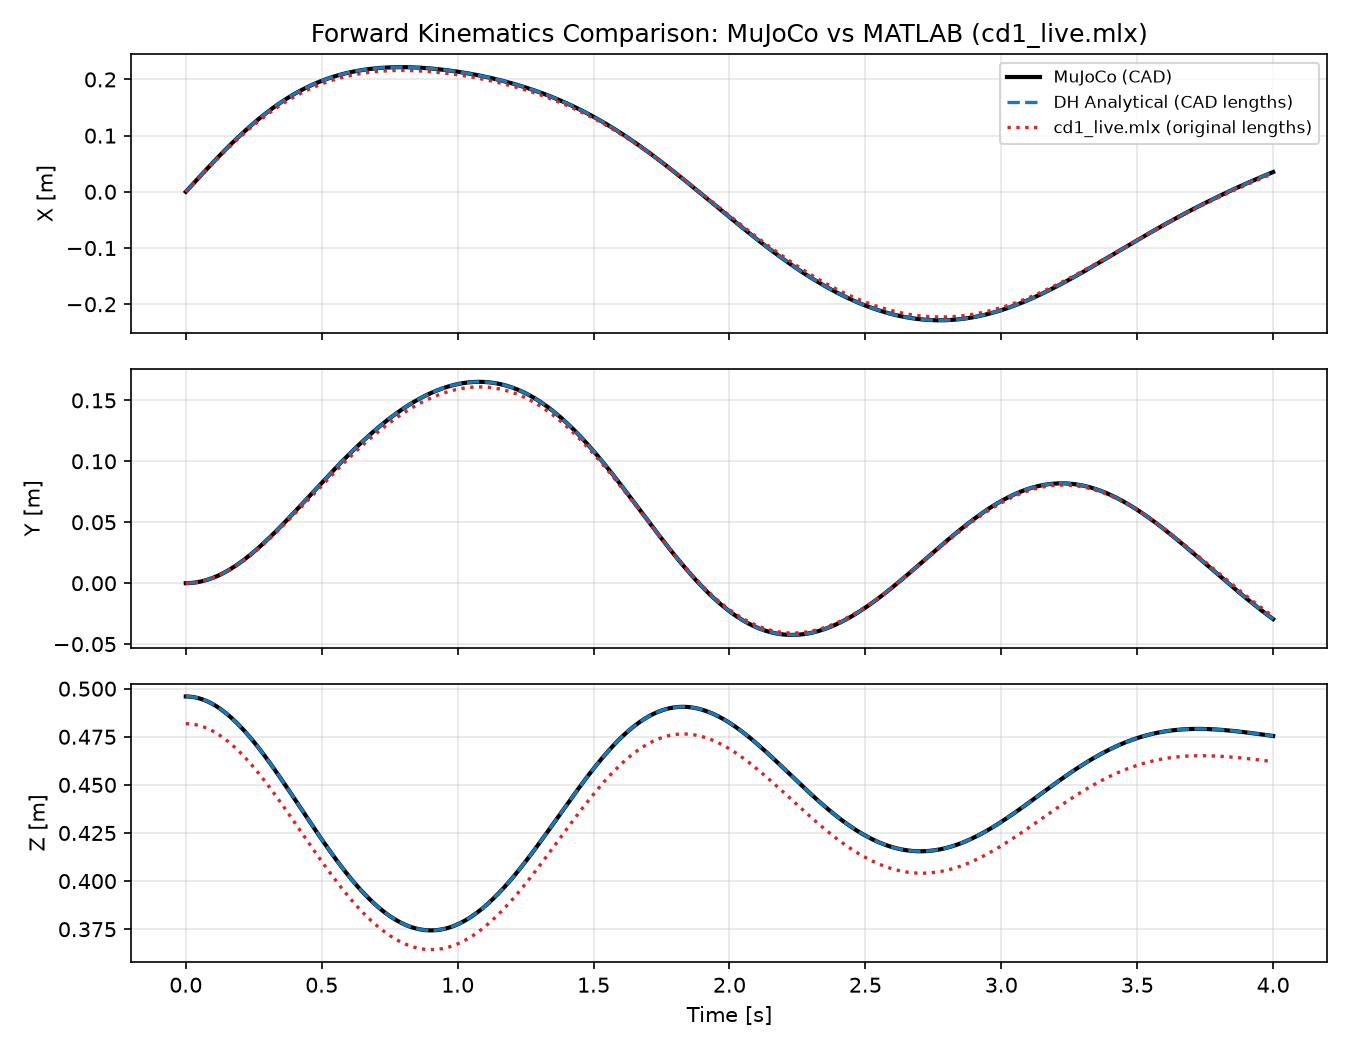 Forward Kinematics Comparison: MuJoCo vs MATLAB (cd1_live.mlx)
MuJoCo (CAD)
DH Analytical (CAD lengths)
cd1_live.mlx (original lengths)
X [m]
0.2
0.1
0.0
−0.1
−0.2
Y [m]
0.15
0.10
0.05
0.00
−0.05
Z [m]
0.500
0.475
0.450
0.425
0.400
0.375
0.0 0.5 1.0 1.5 2.0 2.5 3.0 3.5 4.0
Time [s]